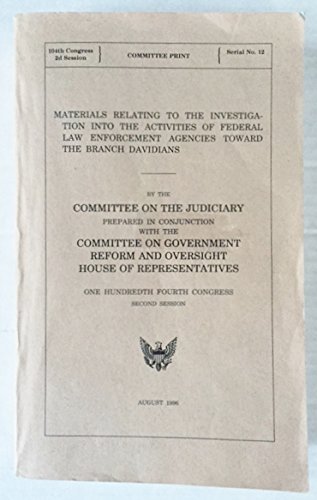 104th Congress
2d Session
COMMITTEE PRINT
Serial No. 12
MATERIALS RELATING TO THE INVESTIGA-
TION INTO THE ACTIVITIES OF FEDERAL
LAW ENFORCEMENT AGENCIES TOWARD
THE BRANCH DAVIDIANS
BY THE
COMMITTEE ON THE JUDICIARY
PREPARED IN CONJUNCTION
WITH THE
COMMITTEE ON GOVERNMENT
REFORM AND OVERSIGHT
HOUSE OF REPRESENTATIVES
ONE HUNDREDTH FOURTH CONGRESS
SECOND SESSION
AUGUST 1996